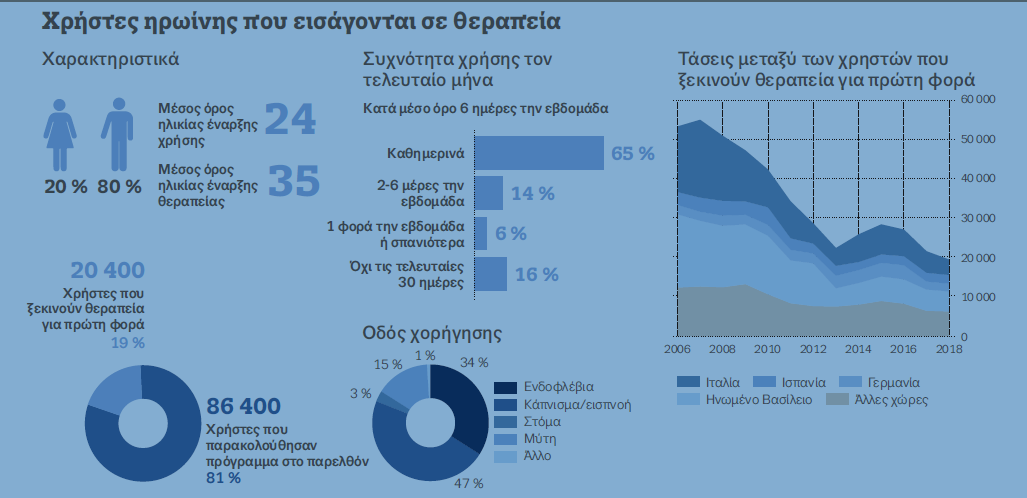 Χρήστες ηρωίνης που εισάγονται σε θεραπεία
Χαρακτηριστικά
20 % 80 %
Μέσος όρος
ηλικίας έναρξης
χρήσης
24
Μέσος όρος
ηλικίας έναρξης
θεραπείας
35
20 400
Χρήστες που
ξεκινούν θεραπεία
για πρώτη φορά
19 %
86 400
Χρήστες που
παρακολούθησαν
πρόγραμμα στο παρελθόν
81 %
Συχνότητα χρήσης τον
τελευταίο μήνα
Κατά μέσο όρο 6 ημέρες την εβδομάδα
Καθημερινά
65 %
2-6 μέρες την
εβδομάδα
14 %
1 φορά την εβδομάδα
ή σπανιότερα
6 %
Όχι τις τελευταίες
30 ημέρες
16 %
Οδός χορήγησης
1 %
34 %
15 %
3 %
47 %
Ενδοφλέβια
Κάπνισμα/εισπνοή
Στόμα
Μύτη
Άλλο
Τάσεις μεταξύ των χρηστών που
ξεκινούν θεραπεία για πρώτη φορά
60 000
50 000
40 000
30 000
20 000
10 000
0
2006 2008 2010 2012 2014 2016 2018
Ιταλία Ισπανία Γερμανία
Ηνωμένο Βασίλειο Άλλες χώρες